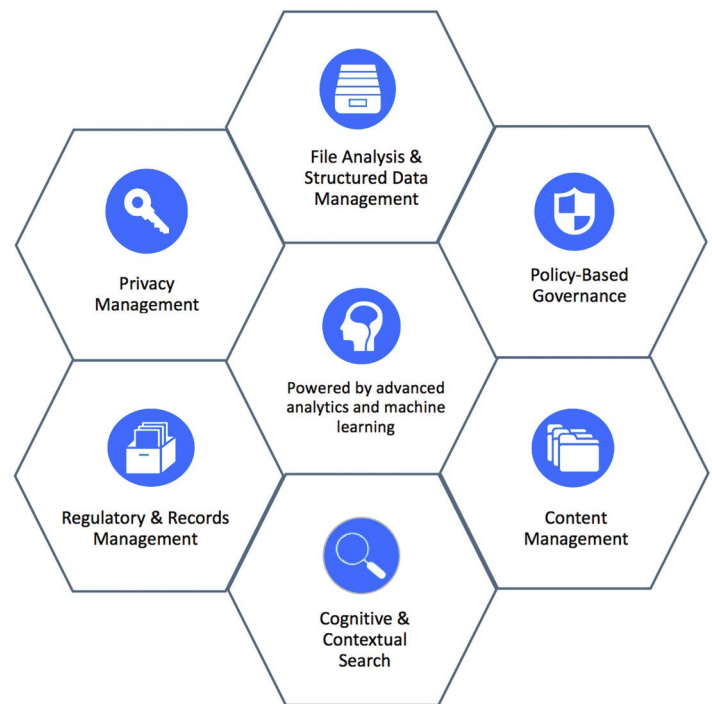 File Analysis &
Structured Data
Management
Privacy
Management
Policy-Based
Governance
Powered by advanced
analytics and machine
learning
Regulatory & Records
Management
Content
Management
Cognitive &
Contextual
Search